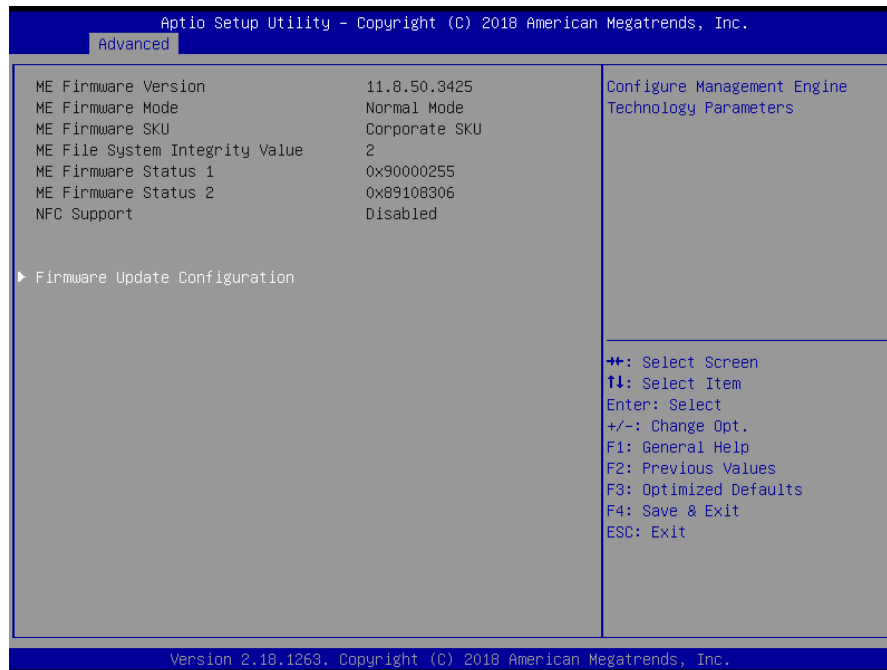 Aptio Setup Utility – Copyright (C) 2018 American Megatrends, Inc.
Advanced
ME Firmware Version 11.8.50.3425
ME Firmware Mode Normal Mode
ME Firmware SKU Corporate SKU
ME File System Integrity Value 2
ME Firmware Status 1 0x90000255
ME Firmware Status 2 0x89108306
NFC Support Disabled
▶ Firmware Update Configuration
Configure Management Engine
Technology Parameters
→←: Select Screen
↑↓: Select Item
Enter: Select
+/-: Change Opt.
F1: General Help
F2: Previous Values
F3: Optimized Defaults
F4: Save & Exit
ESC: Exit
Version 2.18.1263. Copyright (C) 2018 American Megatrends, Inc.